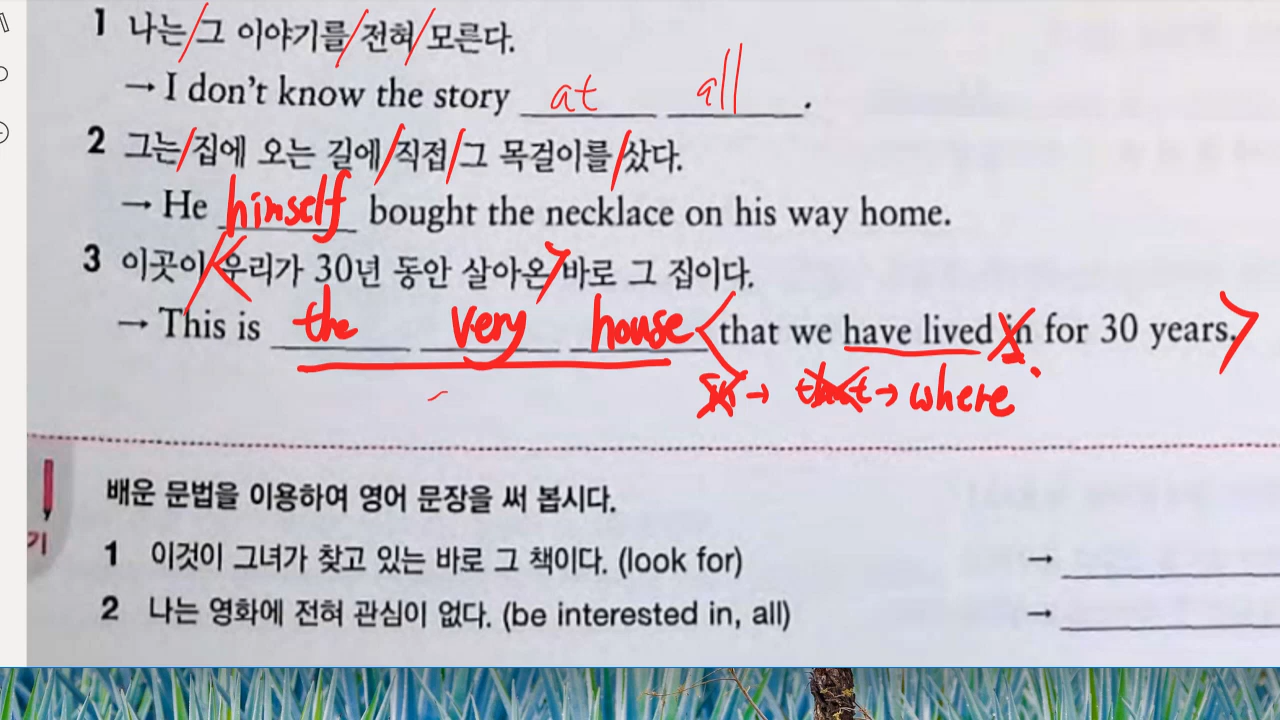 1 나는/그 이야기를/전혀/모른다.
→ I don't know the story at all.
2 그는/집에 오는 길에/직접/그 목걸이를/샀다.
→ He himself bought the necklace on his way home.
3 이곳이/<우리가 30년 동안 살아온>바로 그 집이다.
→ This is the very house <that we have lived in for 30 years.>
in → that → where
배운 문법을 이용하여 영어 문장을 써 봅시다.
기
1 이것이 그녀가 찾고 있는 바로 그 책이다. (look for) →
2 나는 영화에 전혀 관심이 없다. (be interested in, all) →